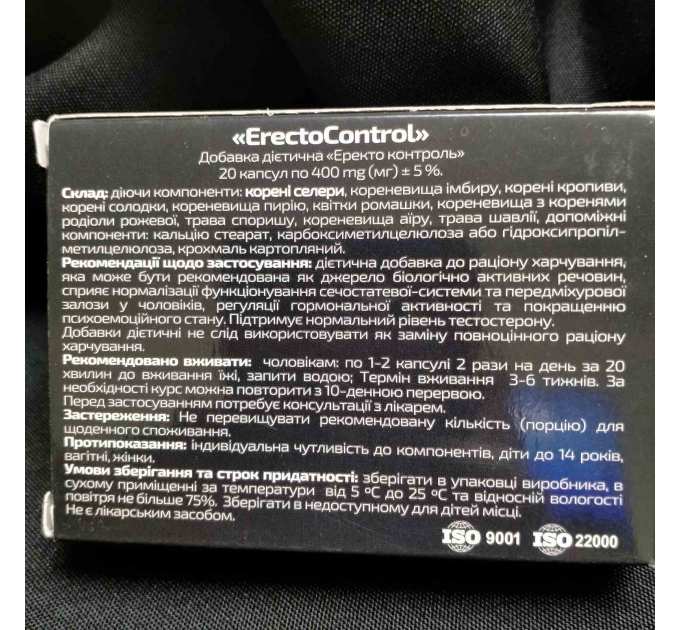 «ErectoControl»
Добавка дієтична «Еректо контроль»
20 капсул по 400 mg (мг) ± 5 %.
Склад: діючи компоненти: корені селери, кореневища імбиру, корені кропиви,
корені солодки, кореневища пирію, квітки ромашки, кореневища з коренями
родіоли рожевої, трава споришу, кореневища аїру, трава шавлії, допоміжні
компоненти: кальцію стеарат, карбоксиметилцелюлоза або гідроксипропіл-
метилцелюлоза, крохмаль картопляний.
Рекомендації щодо застосування: дієтична добавка до раціону харчування,
яка може бути рекомендована як джерело біологічно активних речовин,
сприяє нормалізації функціонування сечостатевої-системи та передміхурової
залози у чоловіків, регуляції гормональної активності та покращенню
психоемоційного стану. Підтримує нормальний рівень тестостерону.
Добавки дієтичні не слід використовувати як заміну повноцінного раціону
харчування.
Рекомендовано вживати: чоловікам: по 1-2 капсулі 2 рази на день за 20
хвилин до вживання їжі, запити водою; Термін вживання 3-6 тижнів. За
необхідності курс можна повторити з 10-денною перервою.
Перед застосуванням потребує консультації з лікарем.
Застереження: Не перевищувати рекомендовану кількість (порцію) для
щоденного споживання.
Протипоказання: індивідуальна чутливість до компонентів, діти до 14 років,
вагітні, жінки.
Умови зберігання та строк придатності: зберігати в упаковці виробника, в
сухому приміщенні за температури від 5 °С до 25 °С та відносній вологості
повітря не більше 75%. Зберігати в недоступному для дітей місці.
Не є лікарським засобом.
ISO 9001 ISO 22000